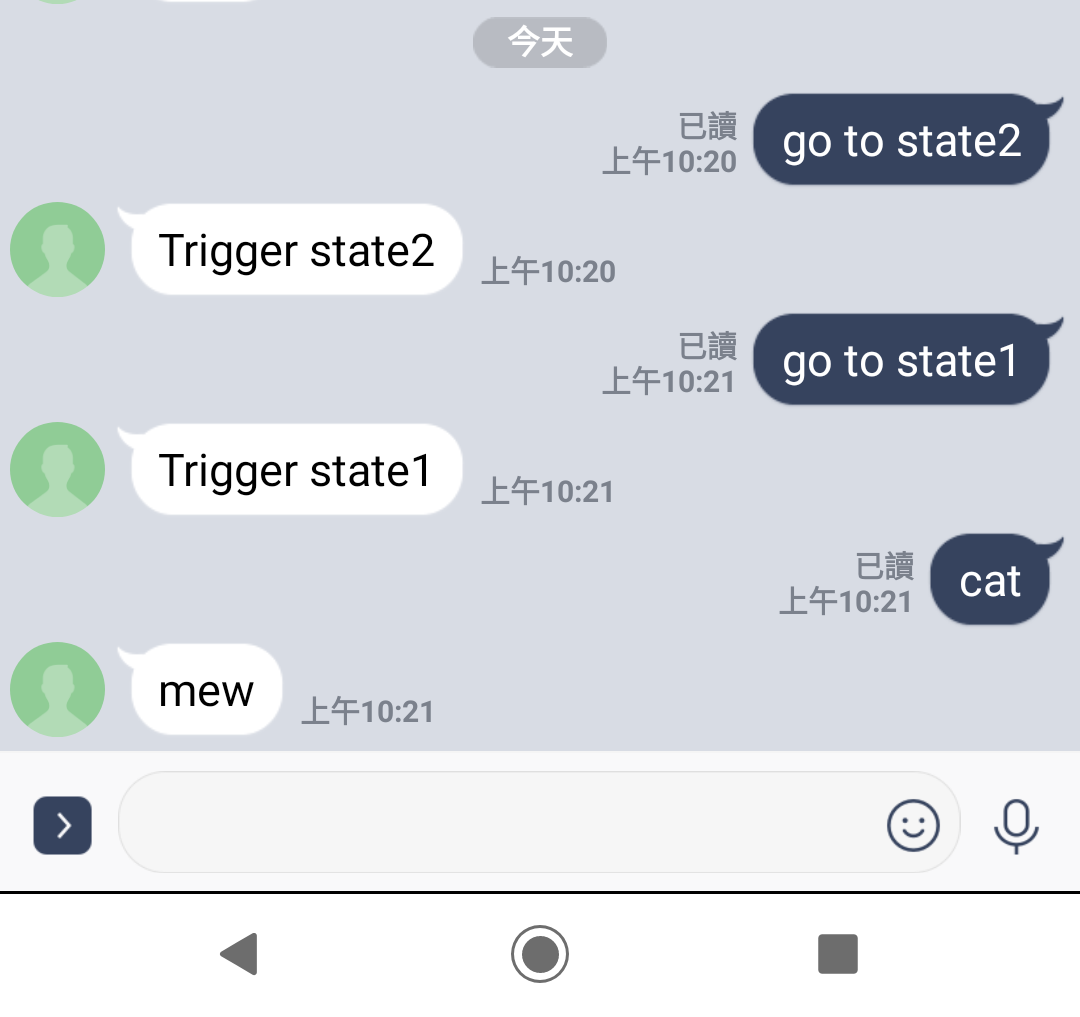 今天
已讀
上午10:20
go to state2
Trigger state2
上午10:20
已讀
上午10:21
go to state1
Trigger state1
上午10:21
已讀
上午10:21
cat
mew
上午10:21